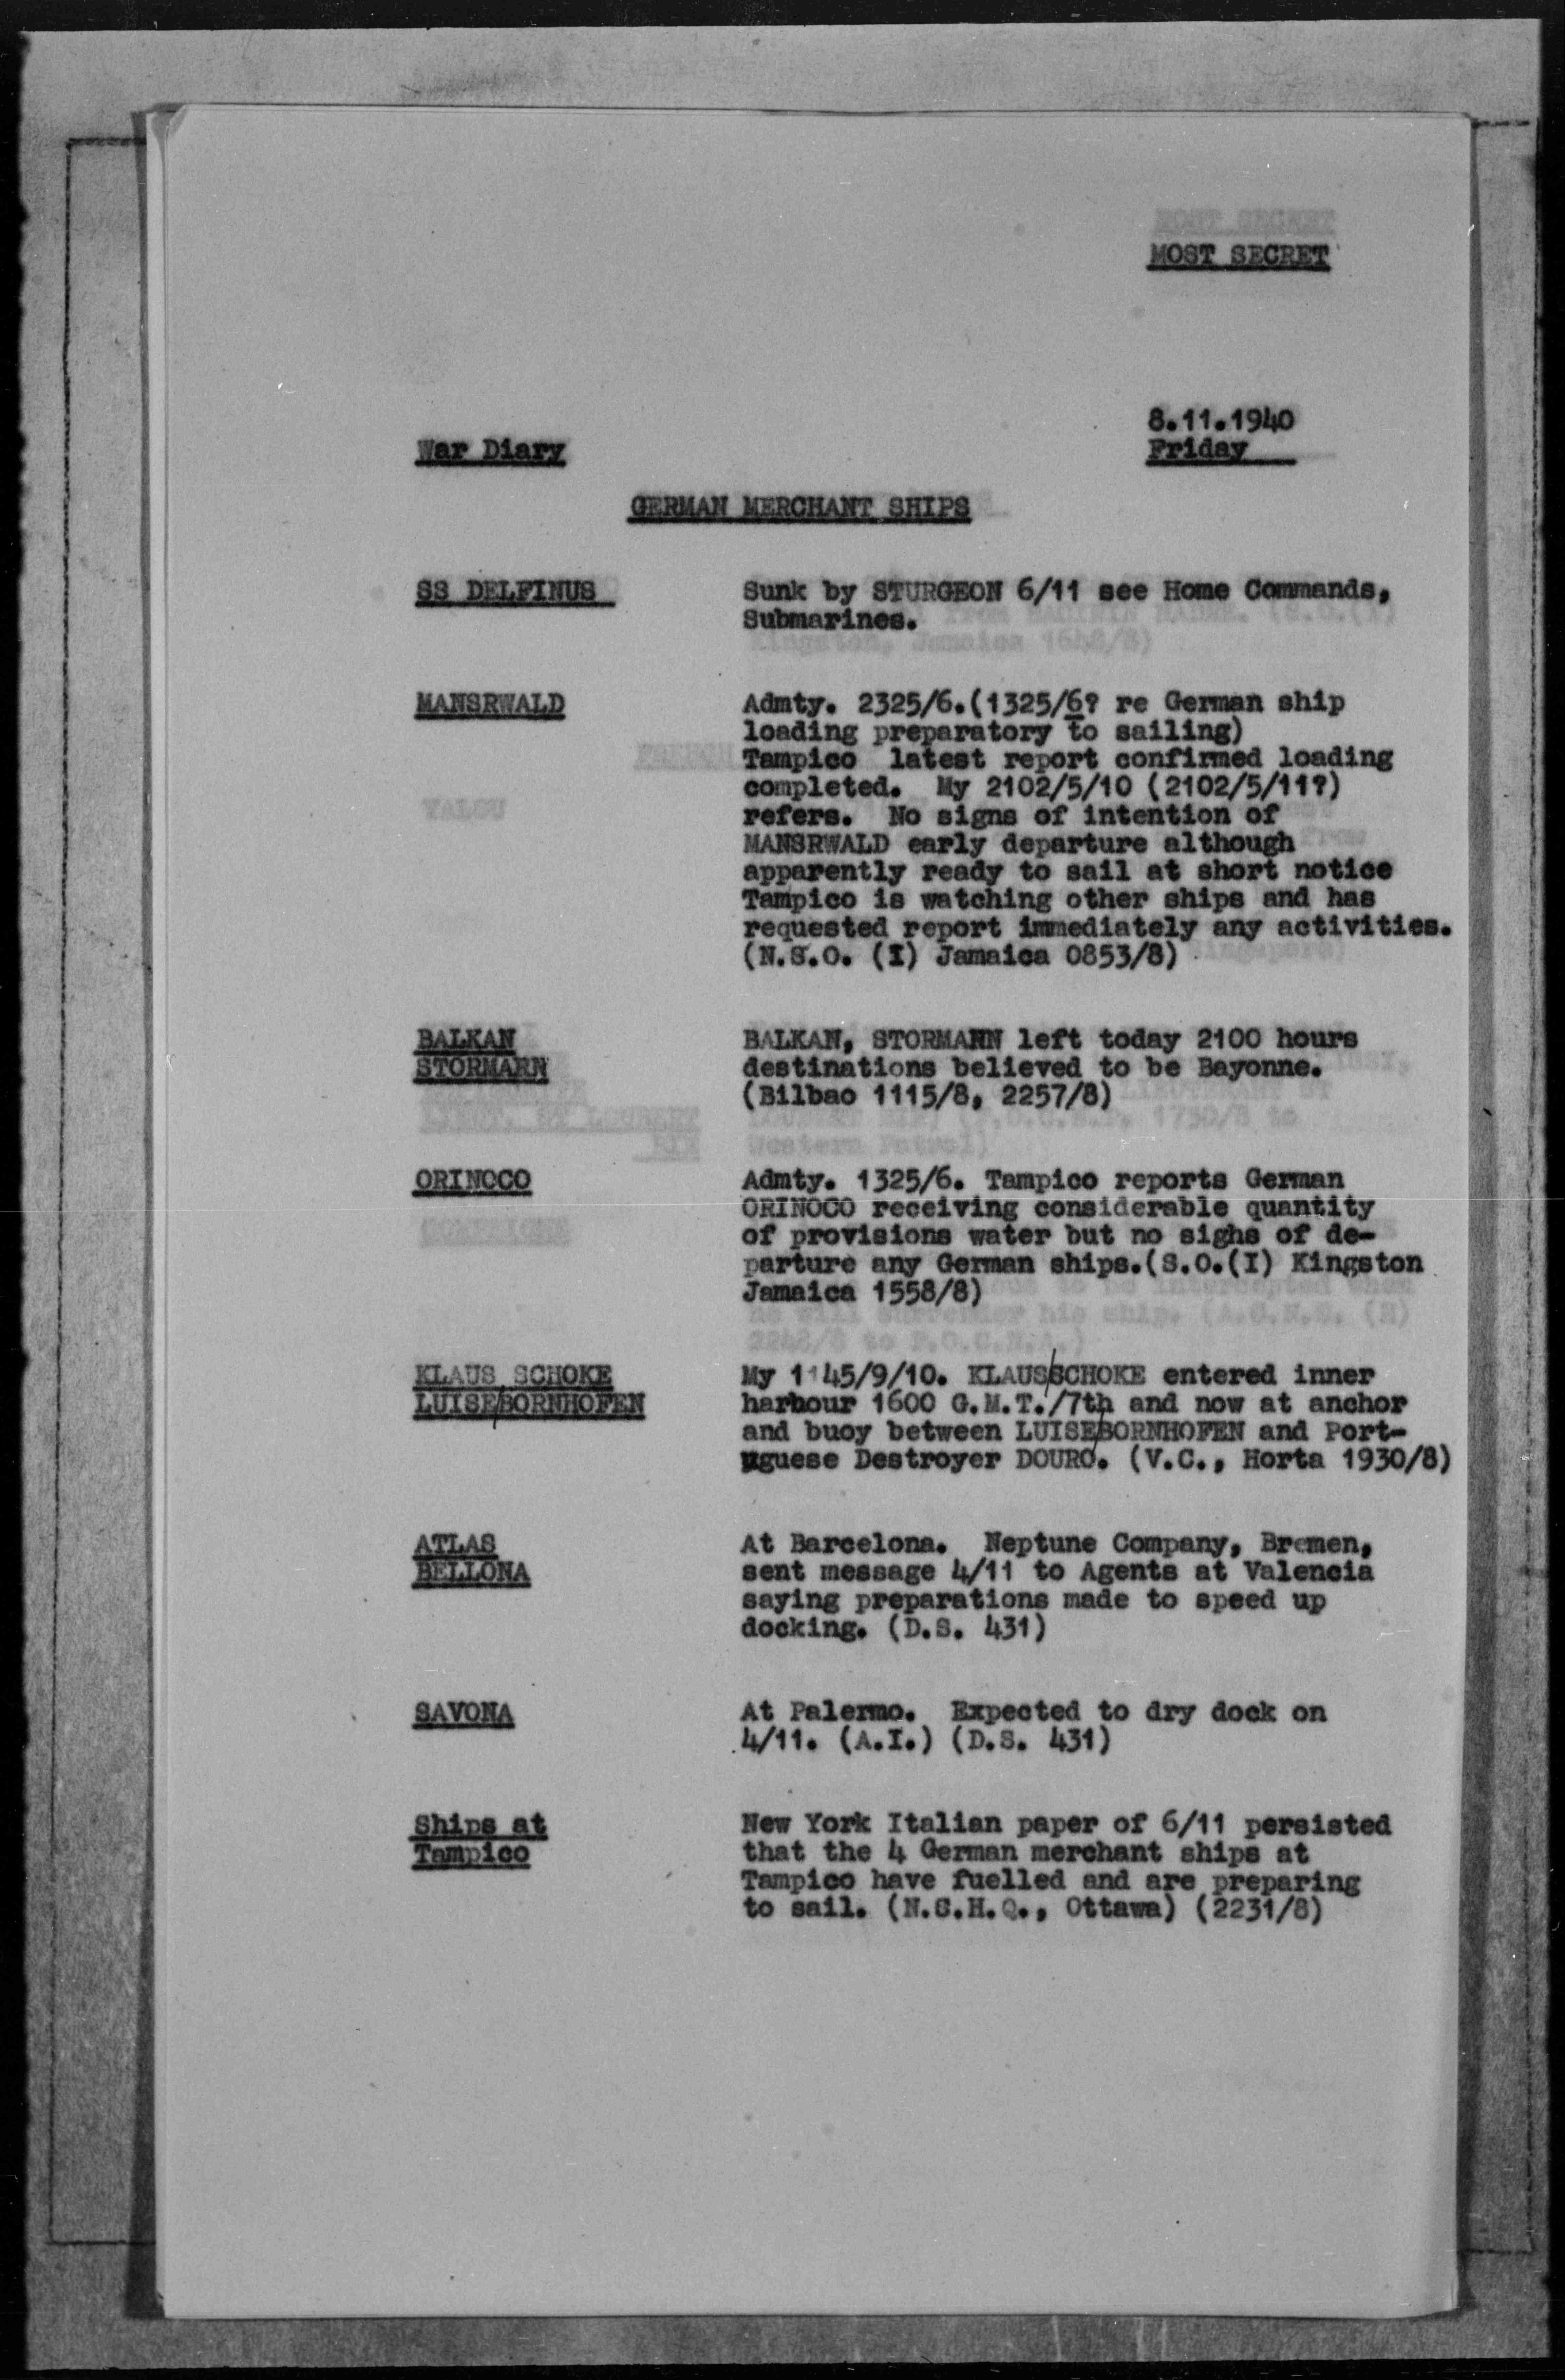 MOST SECRET
8.11.1940
War Diary Friday
GERMAN MERCHANT SHIPS
SS DELFINUS Sunk by STURGEON 6/11 see Home Commands,
Submarines.
MANSRWALD Admty. 2325/6.(1325/6? re German ship
loading preparatory to sailing)
Tampico latest report confirmed loading
completed. My 2102/5/10 (2102/5/11?)
refers. No signs of intention of
MANSRWALD early departure although
apparently ready to sail at short notice
Tampico is watching other ships and has
requested report immediately any activities.
(N.S.O. (I) Jamaica 0853/8)
BALKAN BALKAN, STORMANN left today 2100 hours
STORMARN destinations believed to be Bayonne.
(Bilbao 1115/8, 2257/8)
ORINOCO Admty. 1325/6. Tampico reports German
ORINOCO receiving considerable quantity
of provisions water but no sighs of de-
parture any German ships.(S.O.(I) Kingston
Jamaica 1558/8)
KLAUS SCHOKE My 1145/9/10. KLAUS/SCHOKE entered inner
LUISE/BORNHOFEN harbour 1600 G.M.T./7th and now at anchor
and buoy between LUISE/BORNHOFEN and Port-
uguese Destroyer DOURO. (V.C., Horta 1930/8)
ATLAS At Barcelona. Neptune Company, Bremen,
BELLONA sent message 4/11 to Agents at Valencia
saying preparations made to speed up
docking. (D.S. 431)
SAVONA At Palermo. Expected to dry dock on
4/11. (A.I.) (D.S. 431)
Ships at New York Italian paper of 6/11 persisted
Tampico that the 4 German merchant ships at
Tampico have fuelled and are preparing
to sail. (N.S.H.Q., Ottawa) (2231/8)